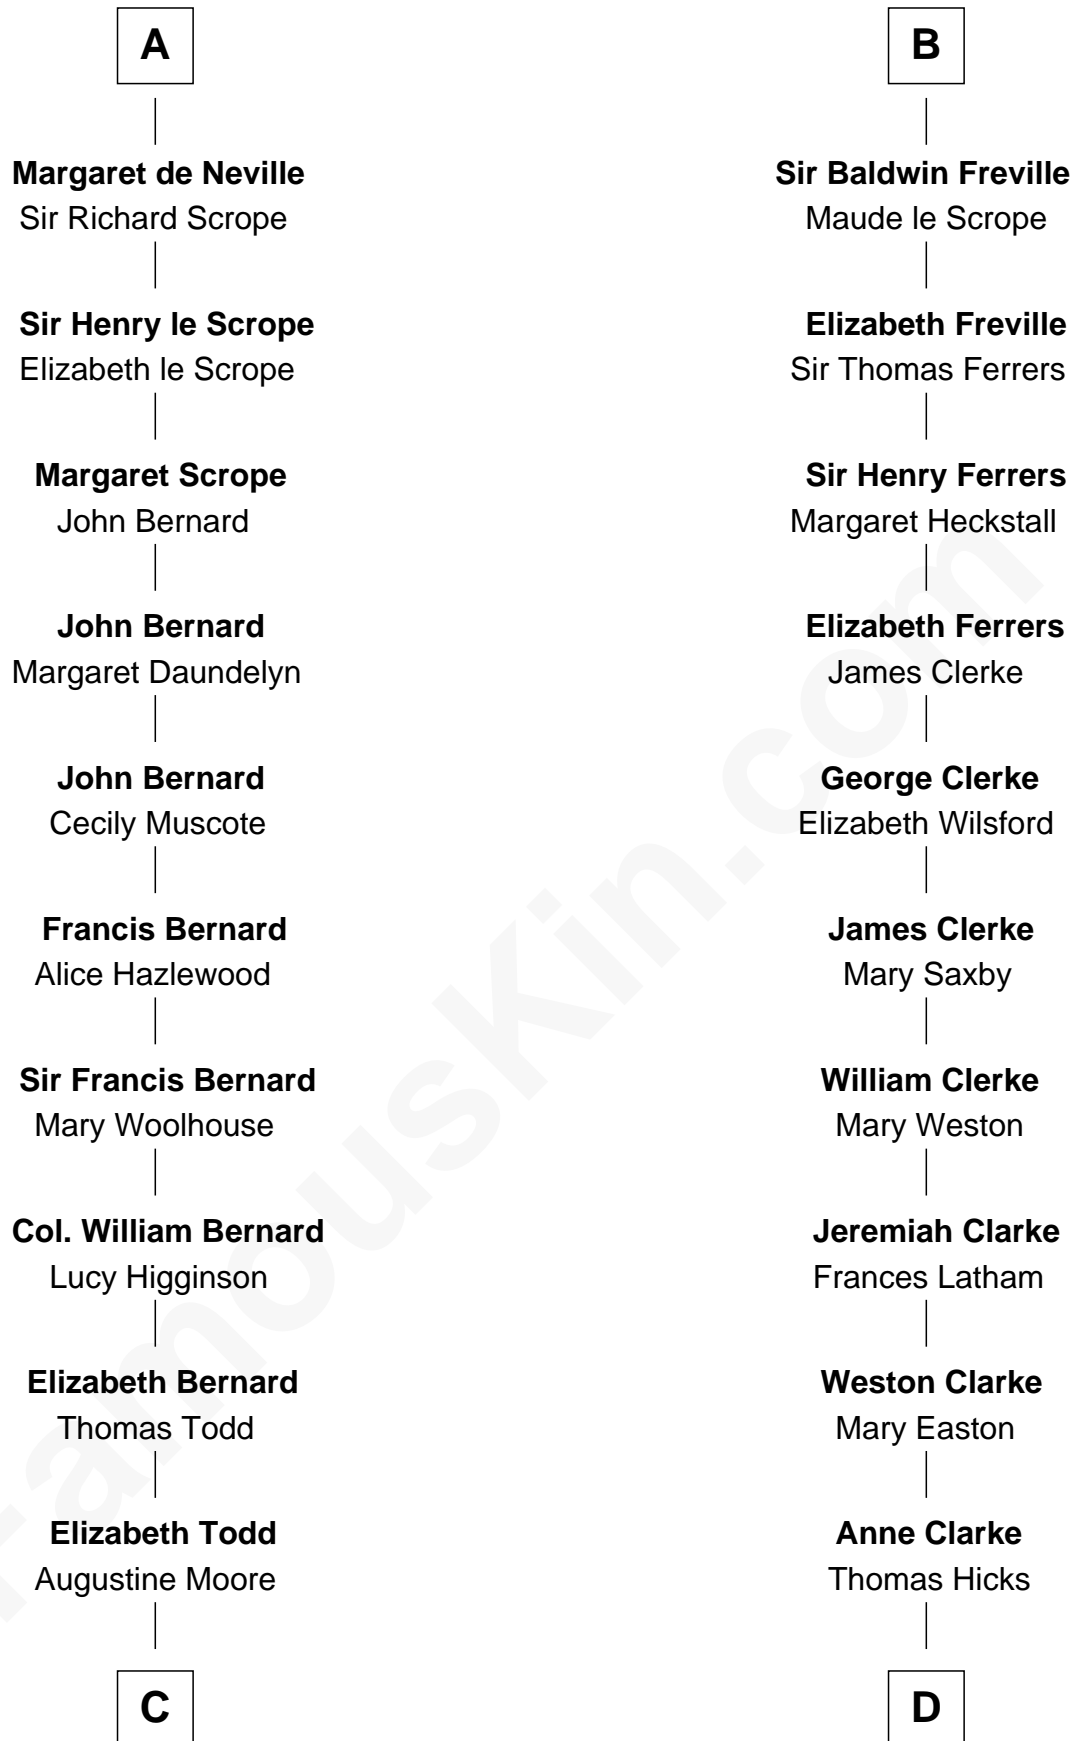 A
Margaret de Neville
Sir Richard Scrope
Sir Henry le Scrope
Elizabeth le Scrope
Margaret Scrope
John Bernard
John Bernard
Margaret Daundelyn
John Bernard
Cecily Muscote
Francis Bernard
Alice Hazlewood
Sir Francis Bernard
Mary Woolhouse
Col. William Bernard
Lucy Higginson
Elizabeth Bernard
Thomas Todd
Elizabeth Todd
Augustine Moore
C
B
Sir Baldwin Freville
Maude le Scrope
Elizabeth Freville
Sir Thomas Ferrers
Sir Henry Ferrers
Margaret Heckstall
Elizabeth Ferrers
James Clerke
George Clerke
Elizabeth Wilsford
James Clerke
Mary Saxby
William Clerke
Mary Weston
Jeremiah Clarke
Frances Latham
Weston Clarke
Mary Easton
Anne Clarke
Thomas Hicks
D
FamousKin.com